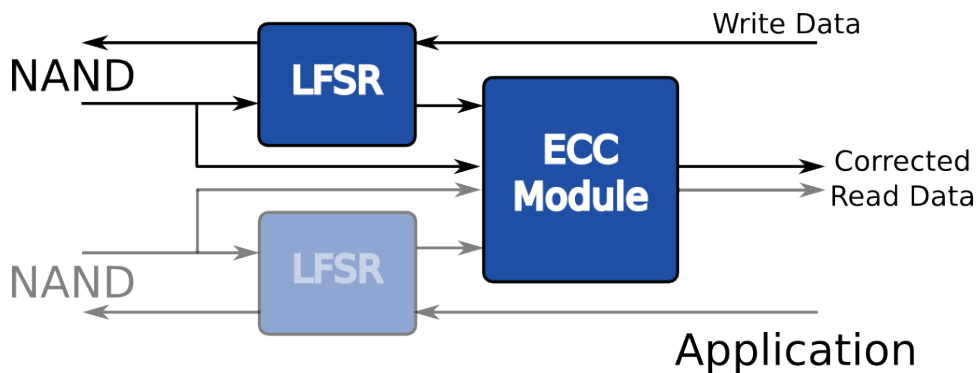 Write Data
NAND
LFSR
ECC
Module
Corrected
Read Data
LFSR
NAND
Application